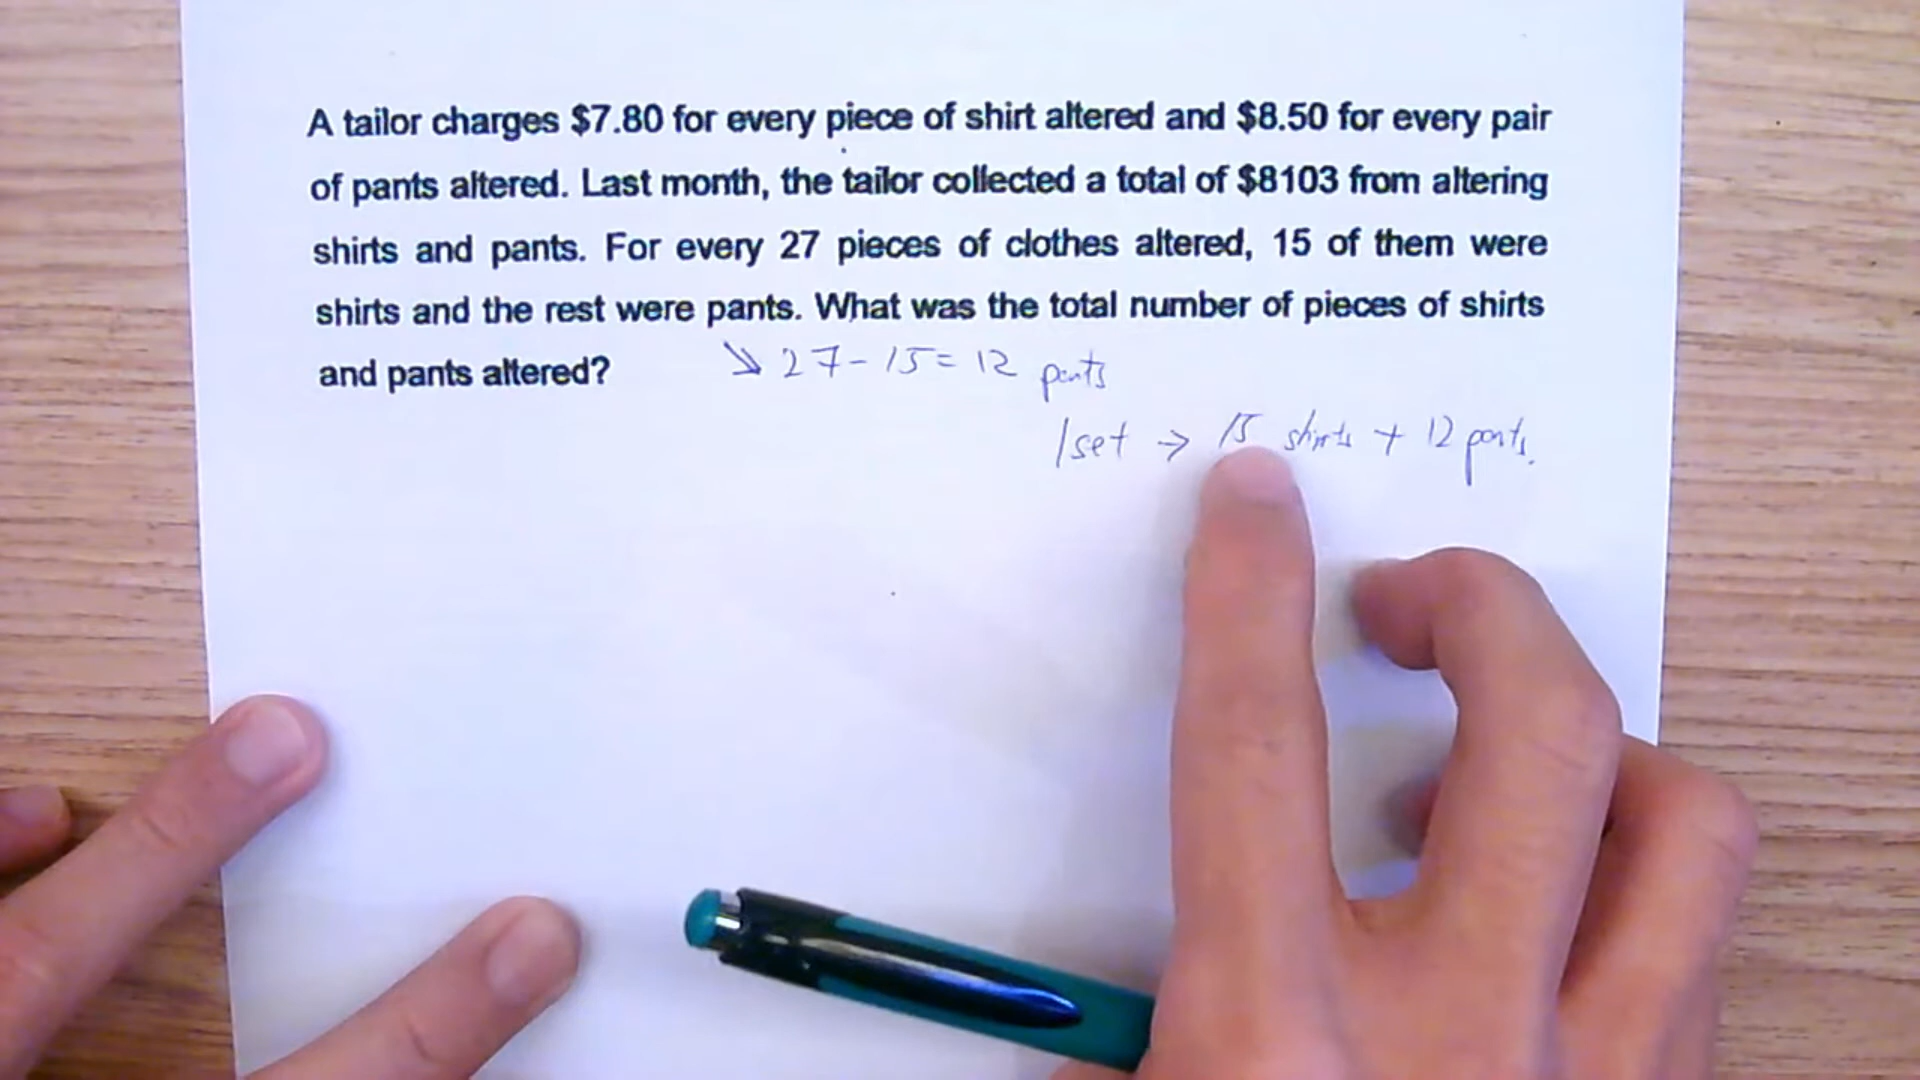 A tailor charges $7.80 for every piece of shirt altered and $8.50 for every pair
of pants altered. Last month, the tailor collected a total of $8103 from altering
shirts and pants. For every 27 pieces of clothes altered, 15 of them were
shirts and the rest were pants. What was the total number of pieces of shirts
and pants altered?
↘ 27 - 15 = 12 pants
1 set → 15 shirts + 12 pants.